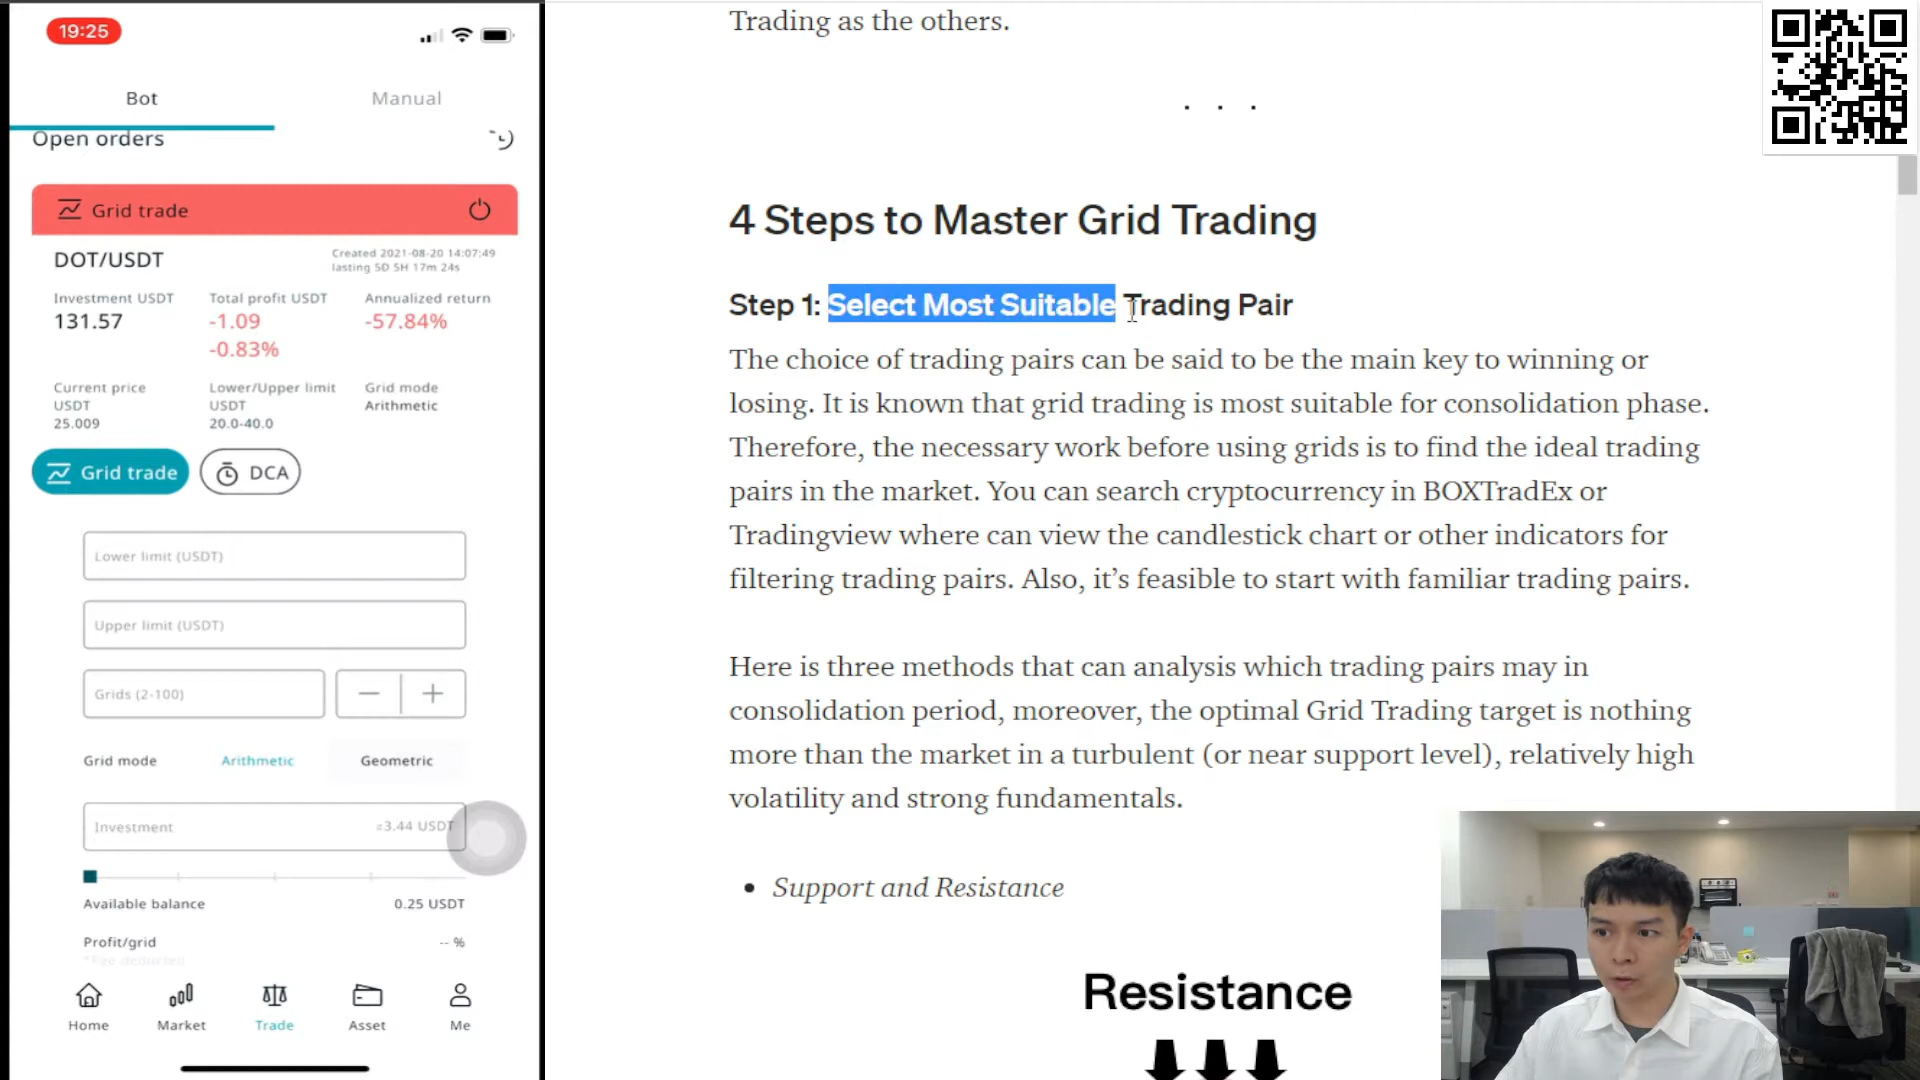 19:25
Bot
Manual
Open orders
Grid trade
DOT/USDT
Created 2021-08-20 14:07:49
lasting 5D 5H 17m 24s
Investment USDT
131.57
Total profit USDT
-1.09
-0.83%
Annualized return
-57.84%
Current price
USDT
25.009
Lower/Upper limit
USDT
20.0-40.0
Grid mode
Arithmetic
Grid trade
DCA
Lower limit (USDT)
Upper limit (USDT)
Grids (2-100)
Grid mode
Arithmetic
Geometric
Investment
≥3.44 USDT
Available balance
0.25 USDT
Profit/grid
-- %
*Fee deducted
Home
Market
Trade
Asset
Me
Trading as the others.
. . .
4 Steps to Master Grid Trading
Step 1: Select Most Suitable Trading Pair
The choice of trading pairs can be said to be the main key to winning or
losing. It is known that grid trading is most suitable for consolidation phase.
Therefore, the necessary work before using grids is to find the ideal trading
pairs in the market. You can search cryptocurrency in BOXTradEx or
Tradingview where can view the candlestick chart or other indicators for
filtering trading pairs. Also, it’s feasible to start with familiar trading pairs.
Here is three methods that can analysis which trading pairs may in
consolidation period, moreover, the optimal Grid Trading target is nothing
more than the market in a turbulent (or near support level), relatively high
volatility and strong fundamentals.
• Support and Resistance
Resistance